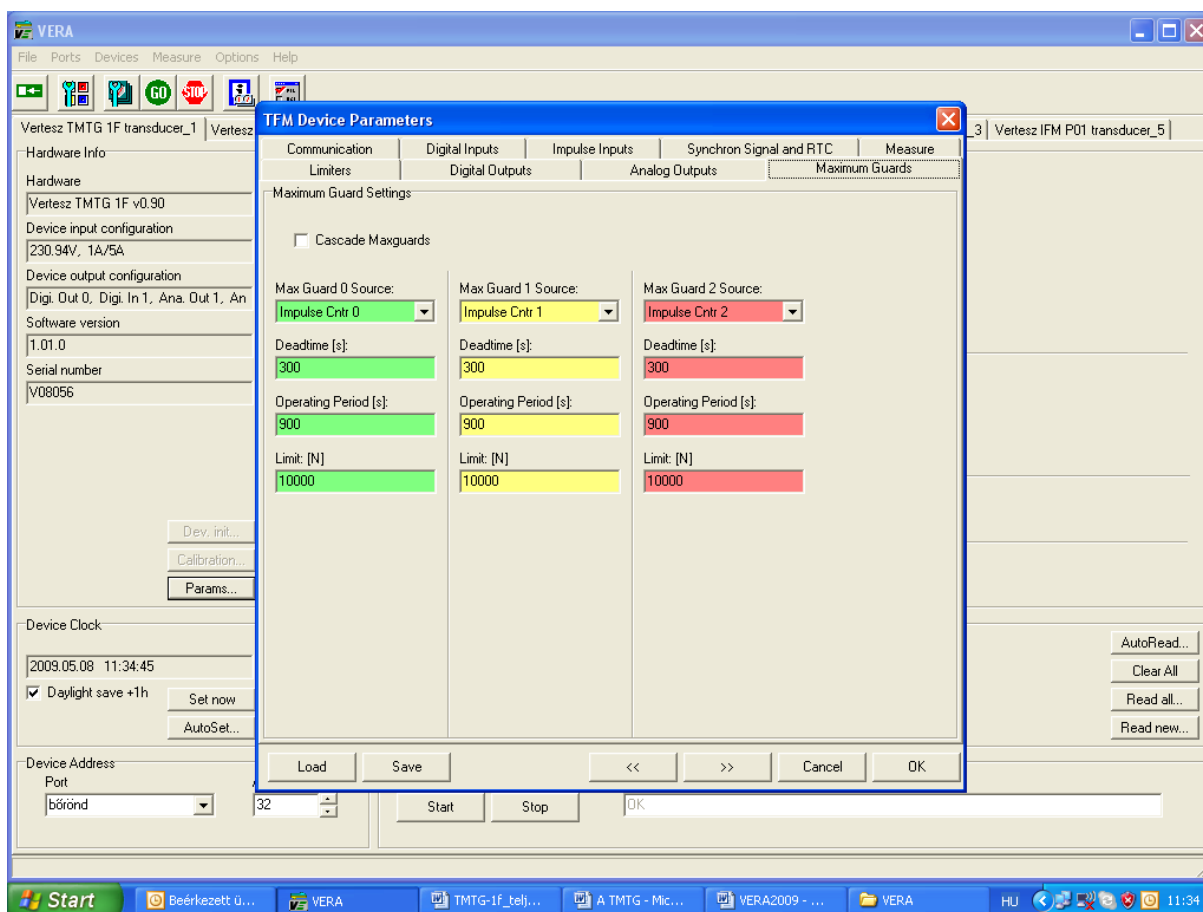 VERA
File Ports Devices Measure Options Help
GO STOP
Vertesz TMTG 1F transducer_1 Vertesz _3 Vertesz IFM P01 transducer_5
Hardware Info
Hardware
Vertesz TMTG 1F v0.90
Device input configuration
230.94V, 1A/5A
Device output configuration
Digi. Out 0, Digi. In 1, Ana. Out 1, An
Software version
1.01.0
Serial number
V08056
Dev. init...
Calibration...
Params...
Device Clock
2009.05.08 11:34:45
Daylight save +1h
Set now
AutoSet...
Device Address
Port
bőrönd
32
TFM Device Parameters
Communication Digital Inputs Impulse Inputs Synchron Signal and RTC Measure
Limiters Digital Outputs Analog Outputs Maximum Guards
Maximum Guard Settings
Cascade Maxguards
Max Guard 0 Source: Max Guard 1 Source: Max Guard 2 Source:
Impulse Cntr 0 Impulse Cntr 1 Impulse Cntr 2
Deadtime [s]: Deadtime [s]: Deadtime [s]:
300 300 300
Operating Period [s]: Operating Period [s]: Operating Period [s]:
900 900 900
Limit: [N] Limit: [N] Limit: [N]
10000 10000 10000
Load Save << >> Cancel OK
Start Stop OK
AutoRead...
Clear All
Read all...
Read new...
Start Beérkezett ü... VERA TMTG-1f_telj... A TMTG - Mic... VERA2009 - ... VERA HU 11:34